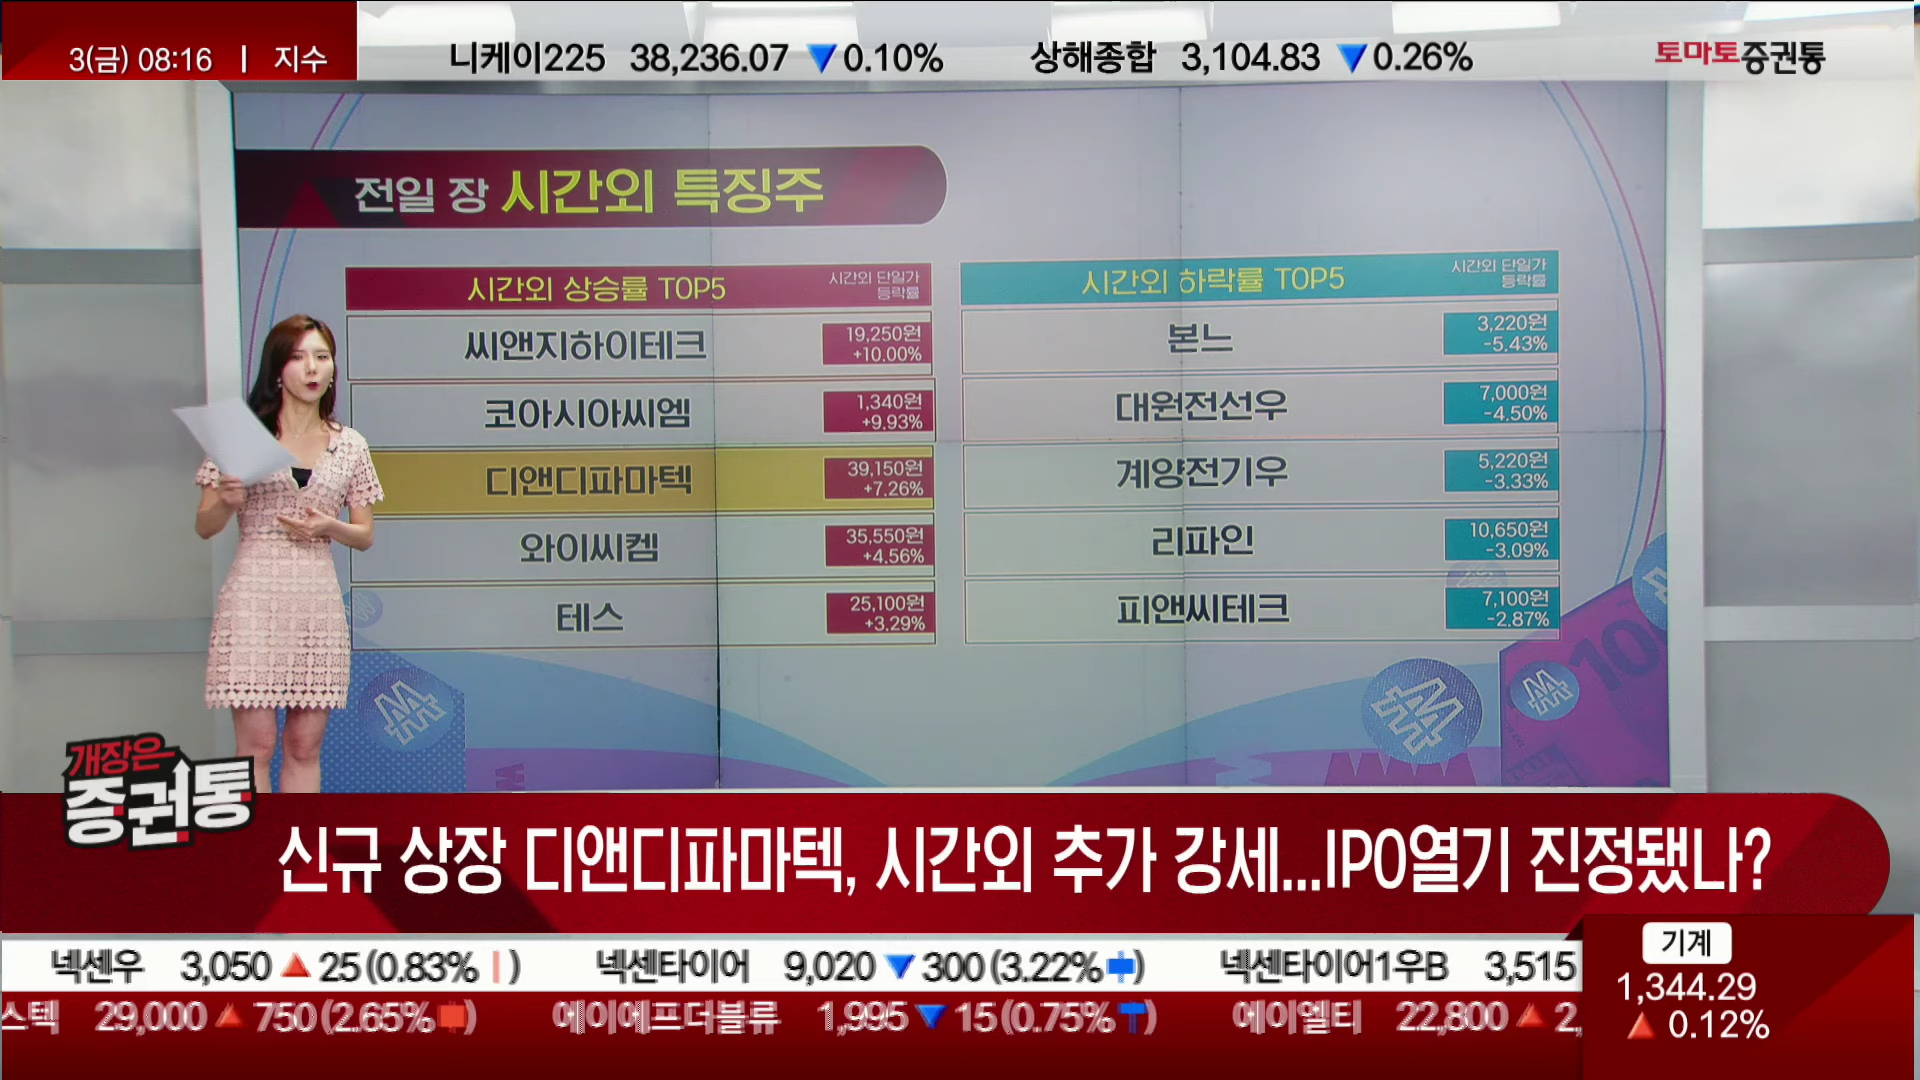 3(금) 08:16 | 지수
니케이225 38,236.07 ▼0.10% 상해종합 3,104.83 ▼0.26%
토마토증권통
전일 장 시간외 특징주
시간외 상승률 TOP5 시간외 단일가 등락률
씨앤지하이테크 19,250원 +10.00%
코아시아씨엠 1,340원 +9.93%
디앤디파마텍 39,150원 +7.26%
와이씨켐 35,550원 +4.56%
테스 25,100원 +3.29%
시간외 하락률 TOP5 시간외 단일가 등락률
본느 3,220원 -5.43%
대원전선우 7,000원 -4.50%
계양전기우 5,220원 -3.33%
리파인 10,650원 -3.09%
피앤씨테크 7,100원 -2.87%
개장은
증권통
신규 상장 디앤디파마텍, 시간외 추가 강세...IPO열기 진정됐나?
넥센우 3,050 ▲ 25(0.83%) 넥센타이어 9,020 ▼ 300(3.22%) 넥센타이어1우B 3,515
스텍 29,000 ▲ 750(2.65%) 에이에프더블류 1,995 ▼ 15(0.75%) 에이엘티 22,800 ▲ 2,
기계
1,344.29
▲ 0.12%